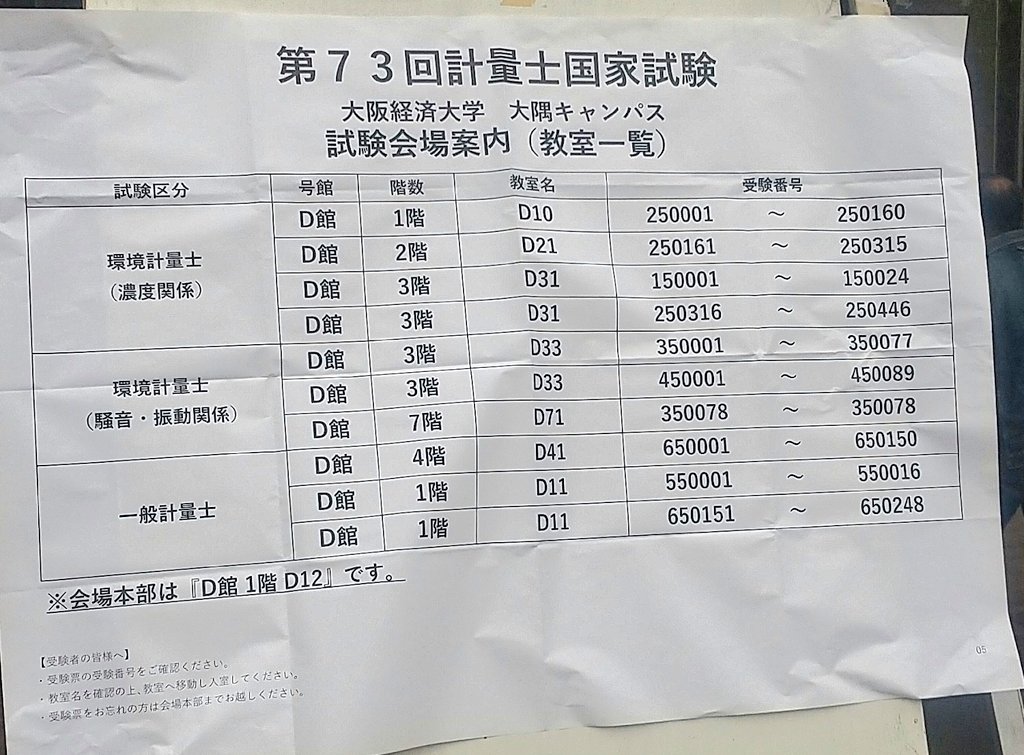 第７３回計量士国家試験
大阪経済大学　大隅キャンパス
試験会場案内（教室一覧）
試験区分 号館 階数 教室名 受験番号
環境計量士
（濃度関係）
D館 1階 D10 250001 ～ 250160
D館 2階 D21 250161 ～ 250315
D館 3階 D31 150001 ～ 150024
D館 3階 D31 250316 ～ 250446
環境計量士
（騒音・振動関係）
D館 3階 D33 350001 ～ 350077
D館 3階 D33 450001 ～ 450089
D館 7階 D71 350078 ～ 350078
一般計量士
D館 4階 D41 650001 ～ 650150
D館 1階 D11 550001 ～ 550016
D館 1階 D11 650151 ～ 650248
※会場本部は『D館 1階 D12』です。
【受験者の皆様へ】
・受験票の受験番号をご確認ください。
・教室名を確認の上、教室へ移動し入室してください。
・受験票をお忘れの方は会場本部までお越しください。
05